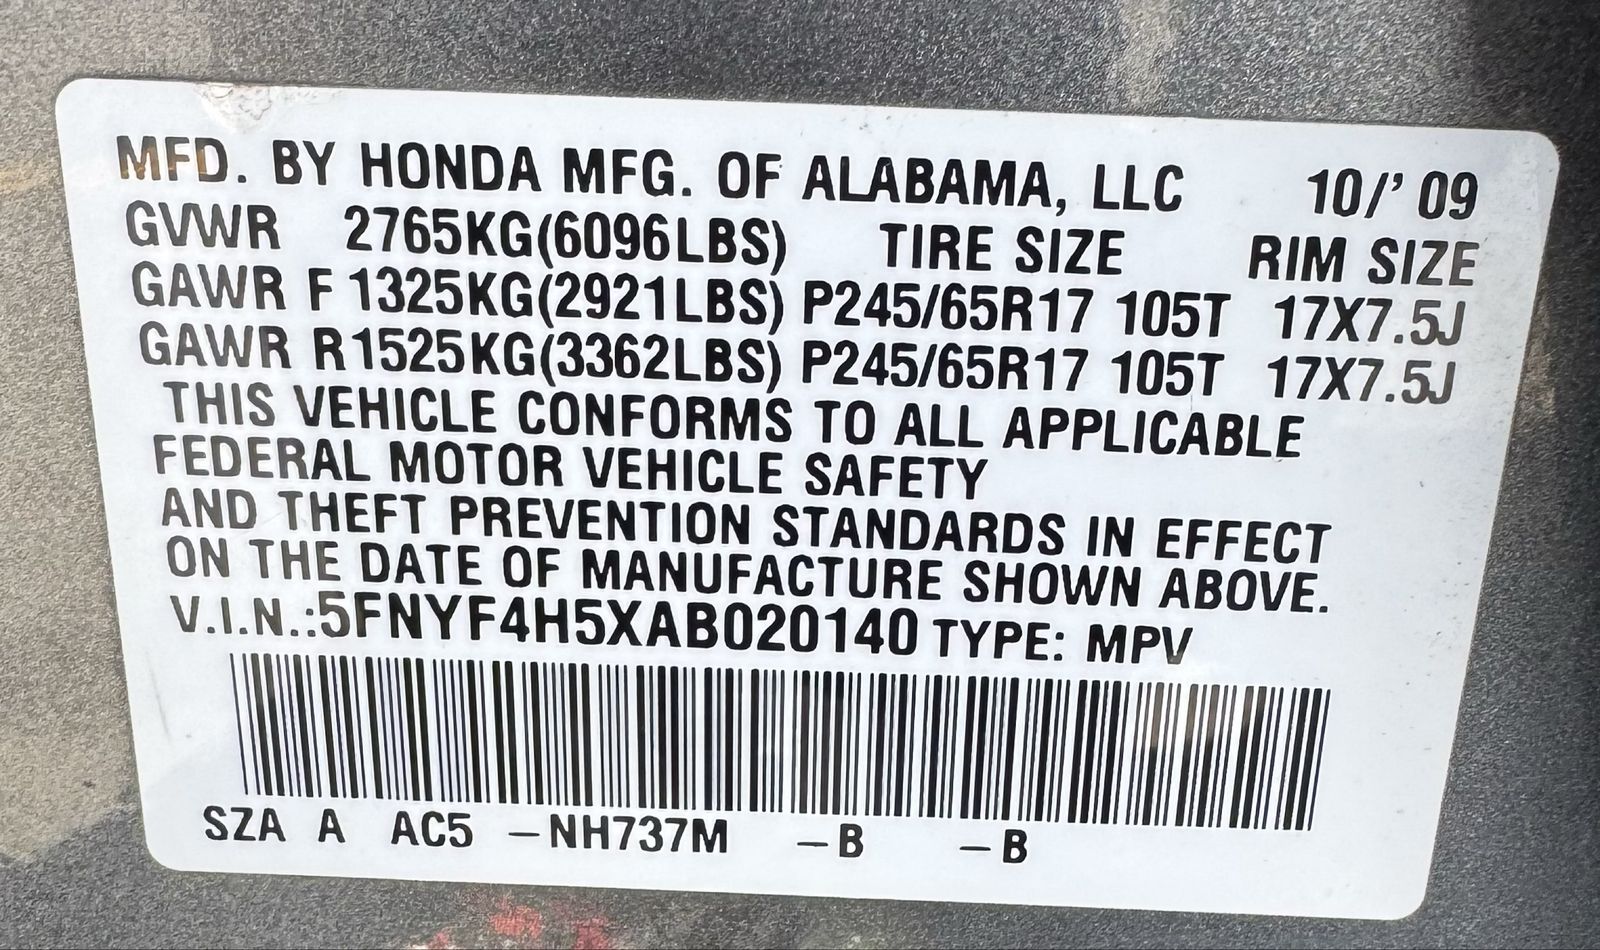 MFD. BY HONDA MFG. OF ALABAMA, LLC 10/' 09
GVWR 2765KG(6096LBS) TIRE SIZE RIM SIZE
GAWR F 1325KG(2921LBS) P245/65R17 105T 17X7.5J
GAWR R1525KG(3362LBS) P245/65R17 105T 17X7.5J
THIS VEHICLE CONFORMS TO ALL APPLICABLE
FEDERAL MOTOR VEHICLE SAFETY
AND THEFT PREVENTION STANDARDS IN EFFECT
ON THE DATE OF MANUFACTURE SHOWN ABOVE.
V.I.N.:5FNYF4H5XAB020140 TYPE: MPV
SZA A AC5 –NH737M –B –B